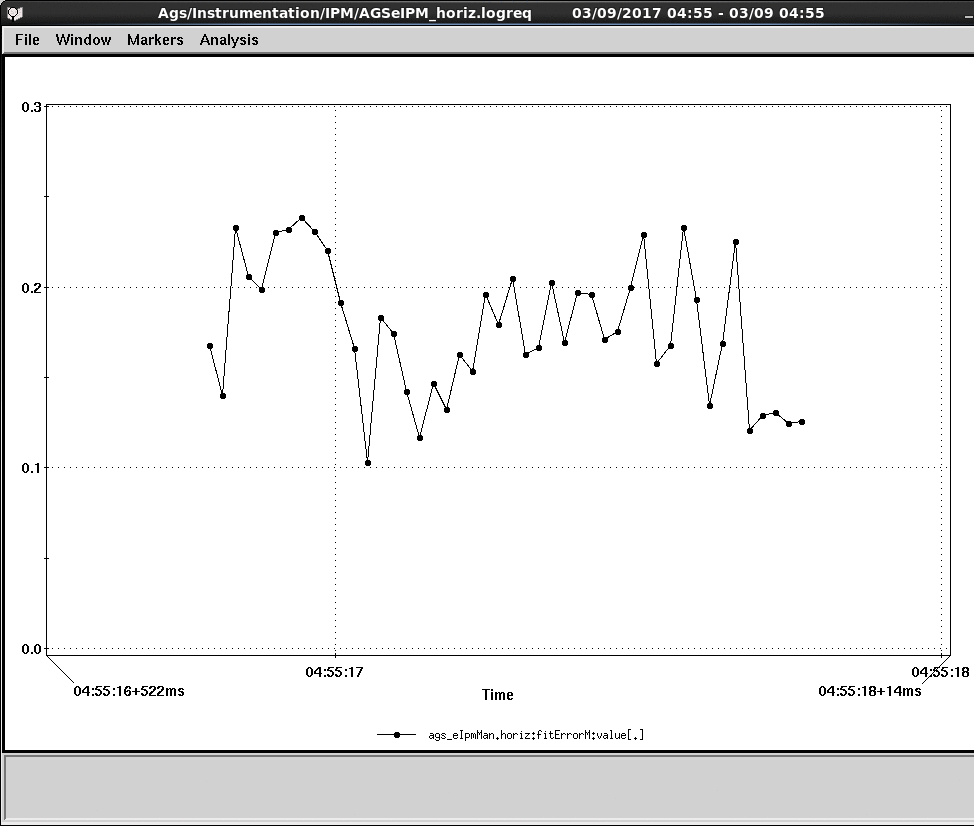 Ags/Instrumentation/IPM/AGSeIPM_horiz.logreq 03/09/2017 04:55 - 03/09 04:55
File Window Markers Analysis
0.3
0.2
0.1
0.0
04:55:17 04:55:18
04:55:16+522ms 04:55:18+14ms
Time
ags_eIpmMan.horiz:fitErrorM:value[.]